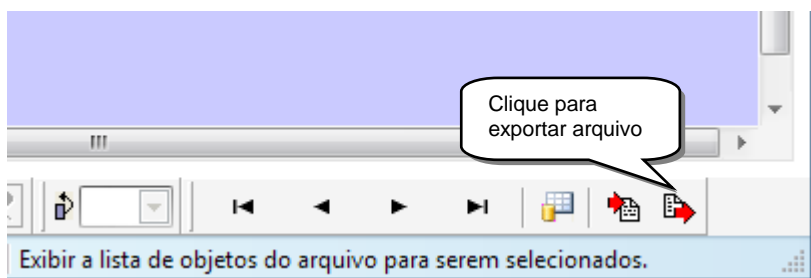 Clique para
exportar arquivo
Exibir a lista de objetos do arquivo para serem selecionados.